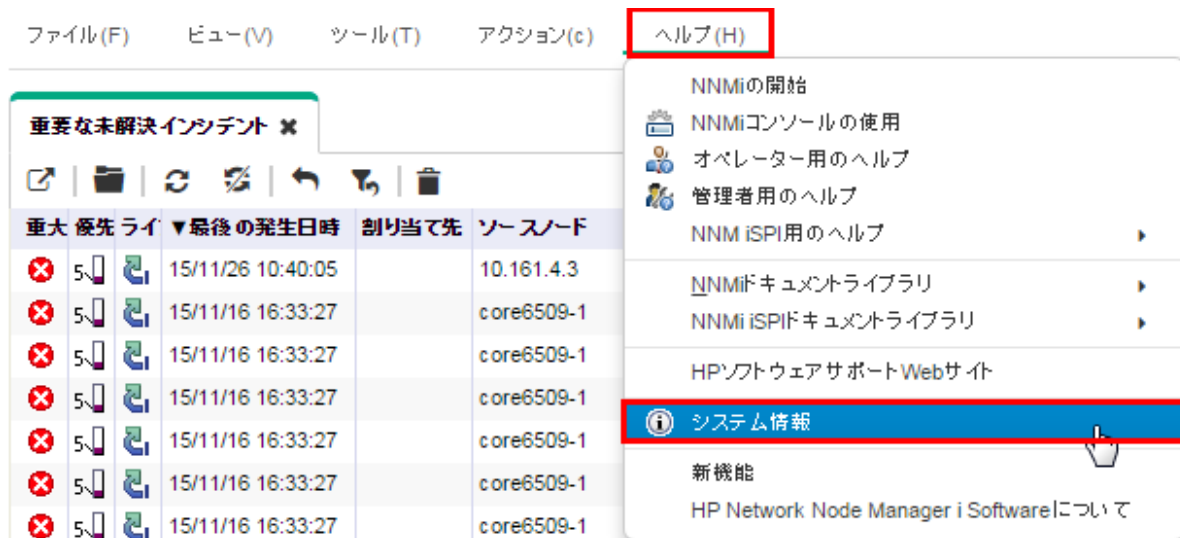 ファイル(F) ビュー(V) ツール(T) アクション(c) ヘルプ(H)
NNMiの開始
NNMiコンソールの使用
オペレーター用のヘルプ
管理者用のヘルプ
NNM iSPI用のヘルプ
NNMiドキュメントライブラリ
NNMi iSPIドキュメントライブラリ
HPソフトウェアサポートWebサイト
システム情報
新機能
HP Network Node Manager i Softwareについて
重要な未解決インシデント
重大 優先 ライ ▼最後の発生日時 割り当て先 ソースノード
5 15/11/26 10:40:05 10.161.4.3
5 15/11/16 16:33:27 core6509-1
5 15/11/16 16:33:27 core6509-1
5 15/11/16 16:33:27 core6509-1
5 15/11/16 16:33:27 core6509-1
5 15/11/16 16:33:27 core6509-1
5 15/11/16 16:33:27 core6509-1